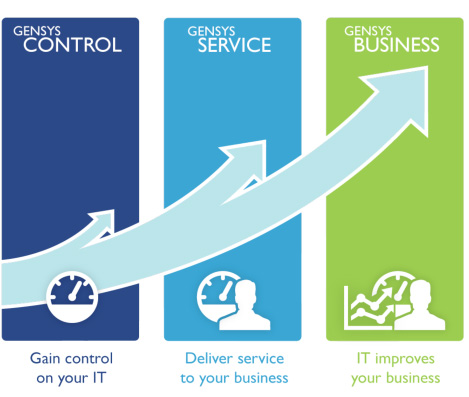 GENSYS
CONTROL
GENSYS
SERVICE
GENSYS
BUSINESS
Gain control
on your IT
Deliver service
to your business
IT improves
your business